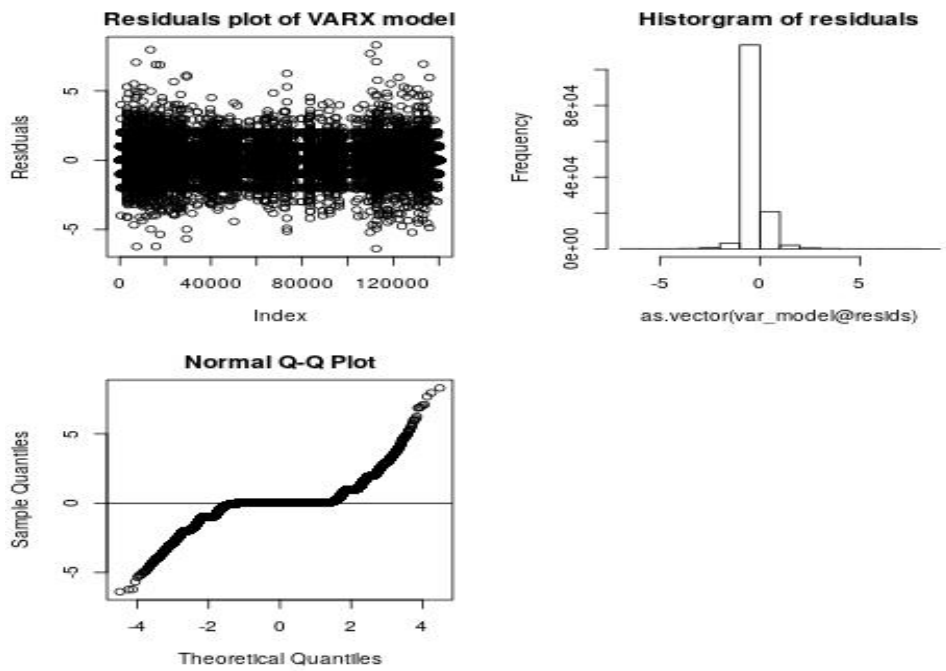 Residuals plot of VARX model
Residuals
5
0
-5
0 40000 80000 120000
Index
Historgram of residuals
Frequency
8e+04
4e+04
0e+00
-5 0 5
as.vector(var_model@resids)
Normal Q-Q Plot
Sample Quantiles
5
0
-5
-4 -2 0 2 4
Theoretical Quantiles